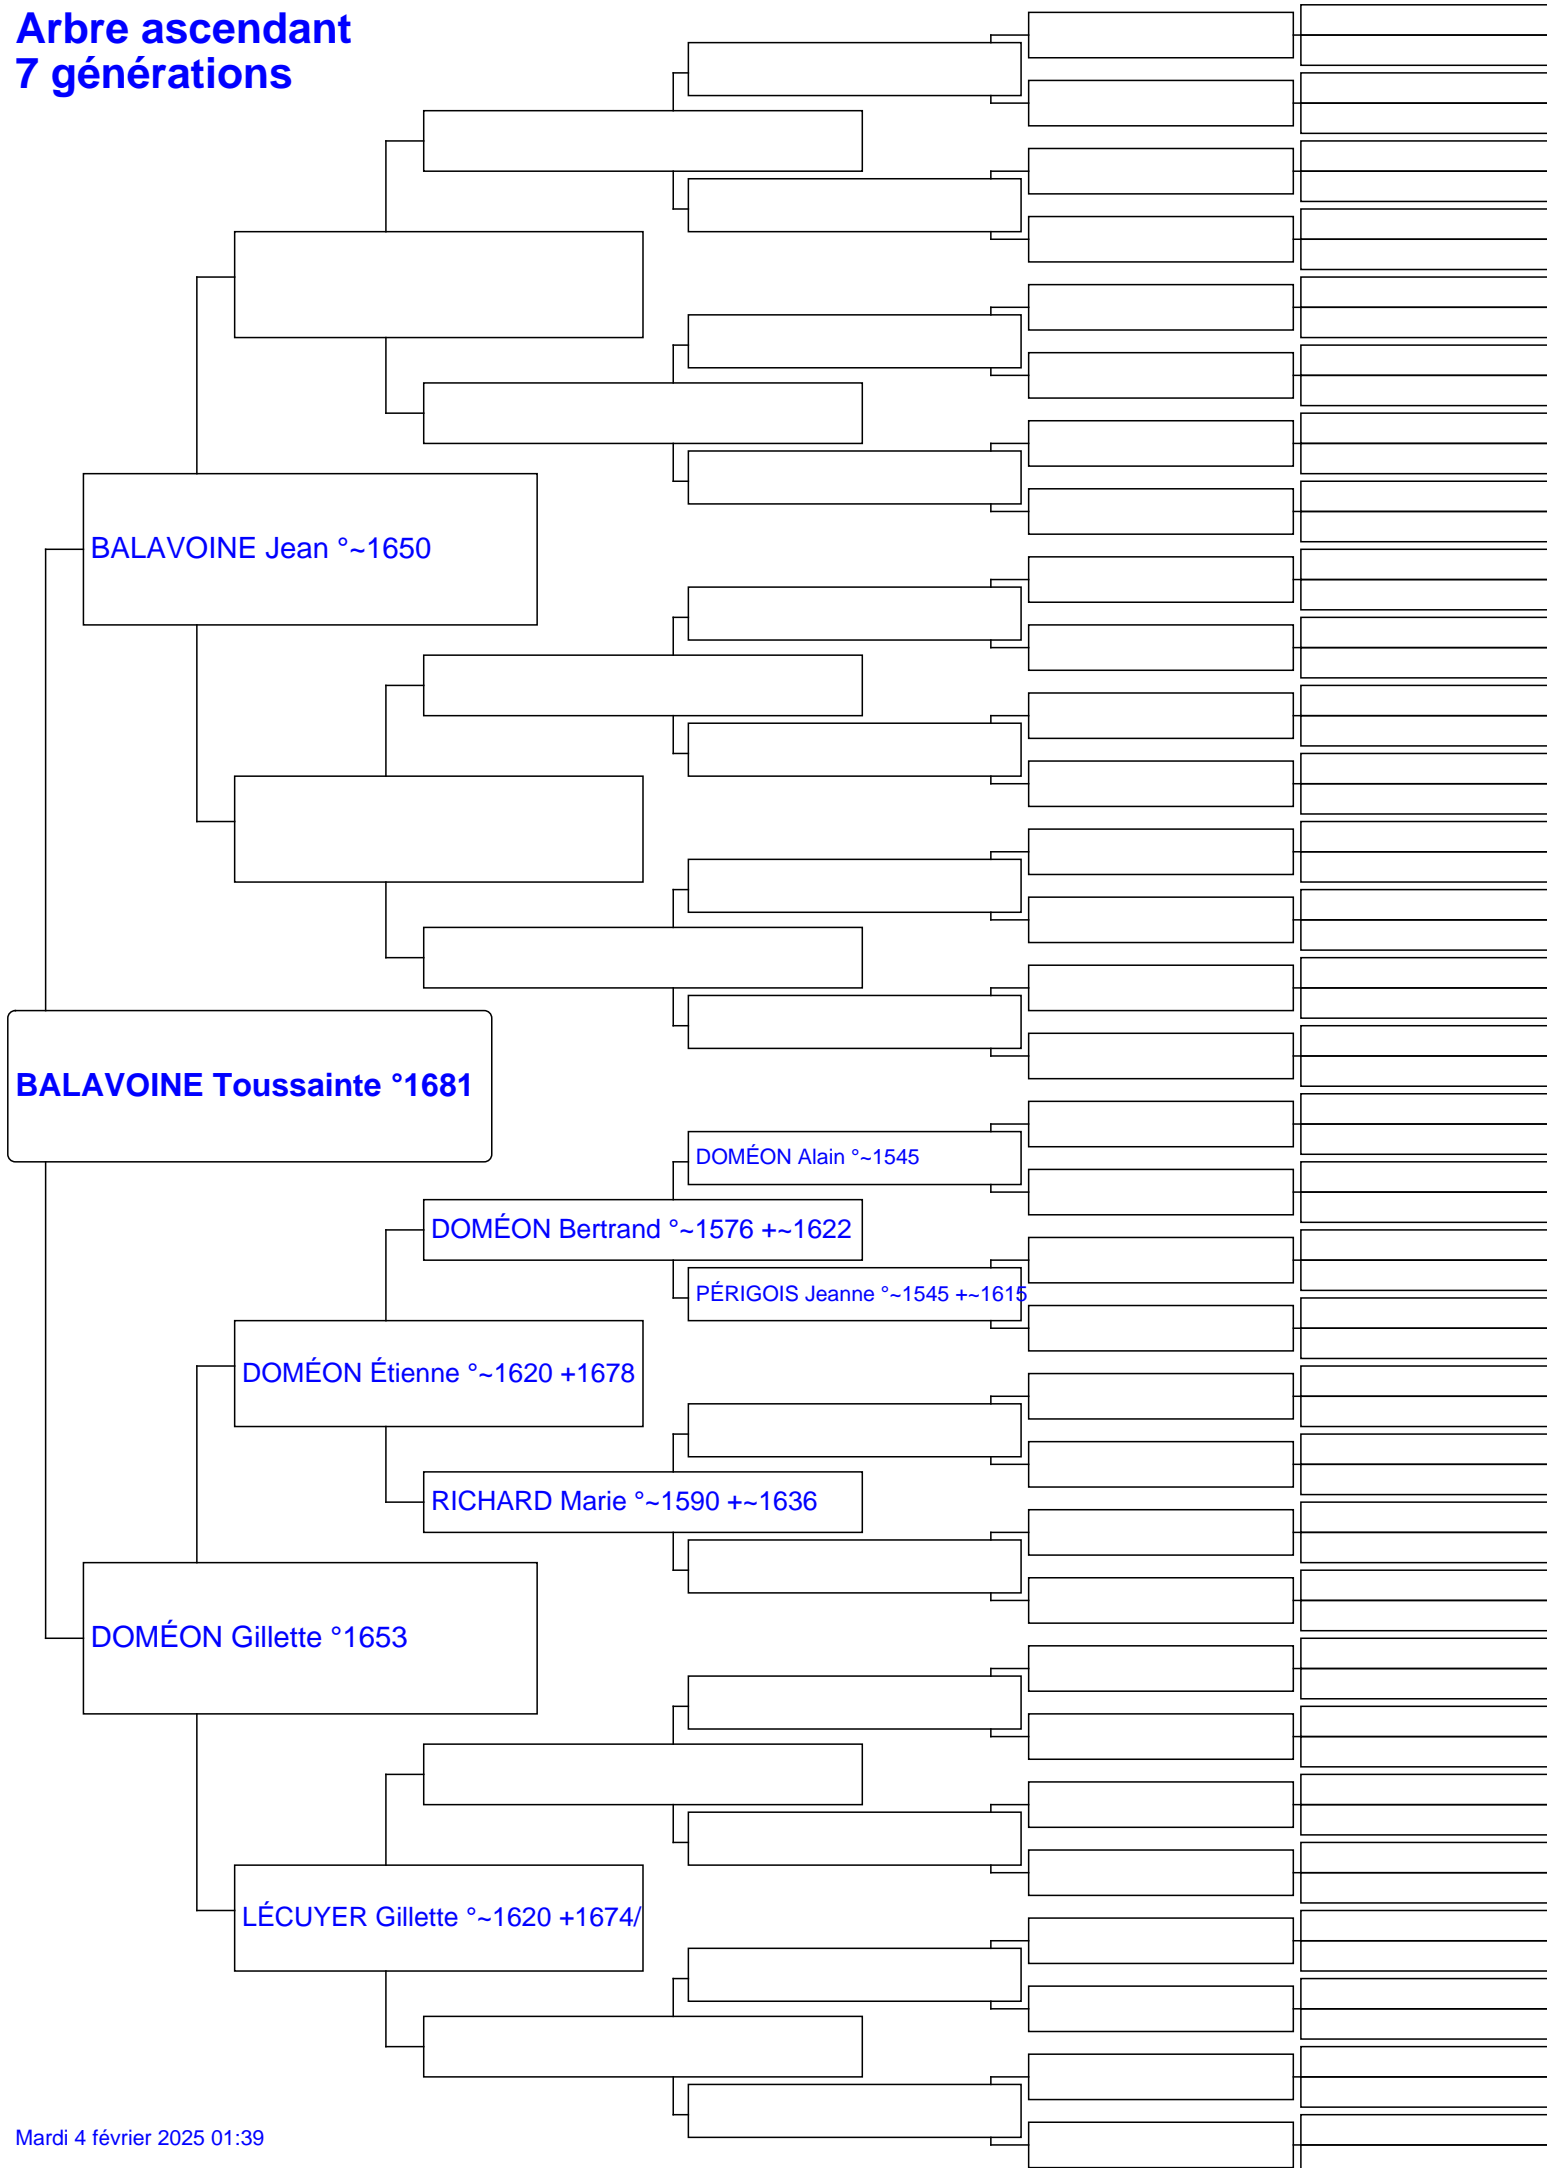 Arbre ascendant
7 générations
BALAVOINE Jean °~1650
BALAVOINE Toussainte °1681
DOMÉON Alain °~1545
DOMÉON Bertrand °~1576 +~1622
PÉRIGOIS Jeanne °~1545 +~1615
DOMÉON Étienne °~1620 +1678
RICHARD Marie °~1590 +~1636
DOMÉON Gillette °1653
LÉCUYER Gillette °~1620 +1674/
Mardi 4 février 2025 01:39